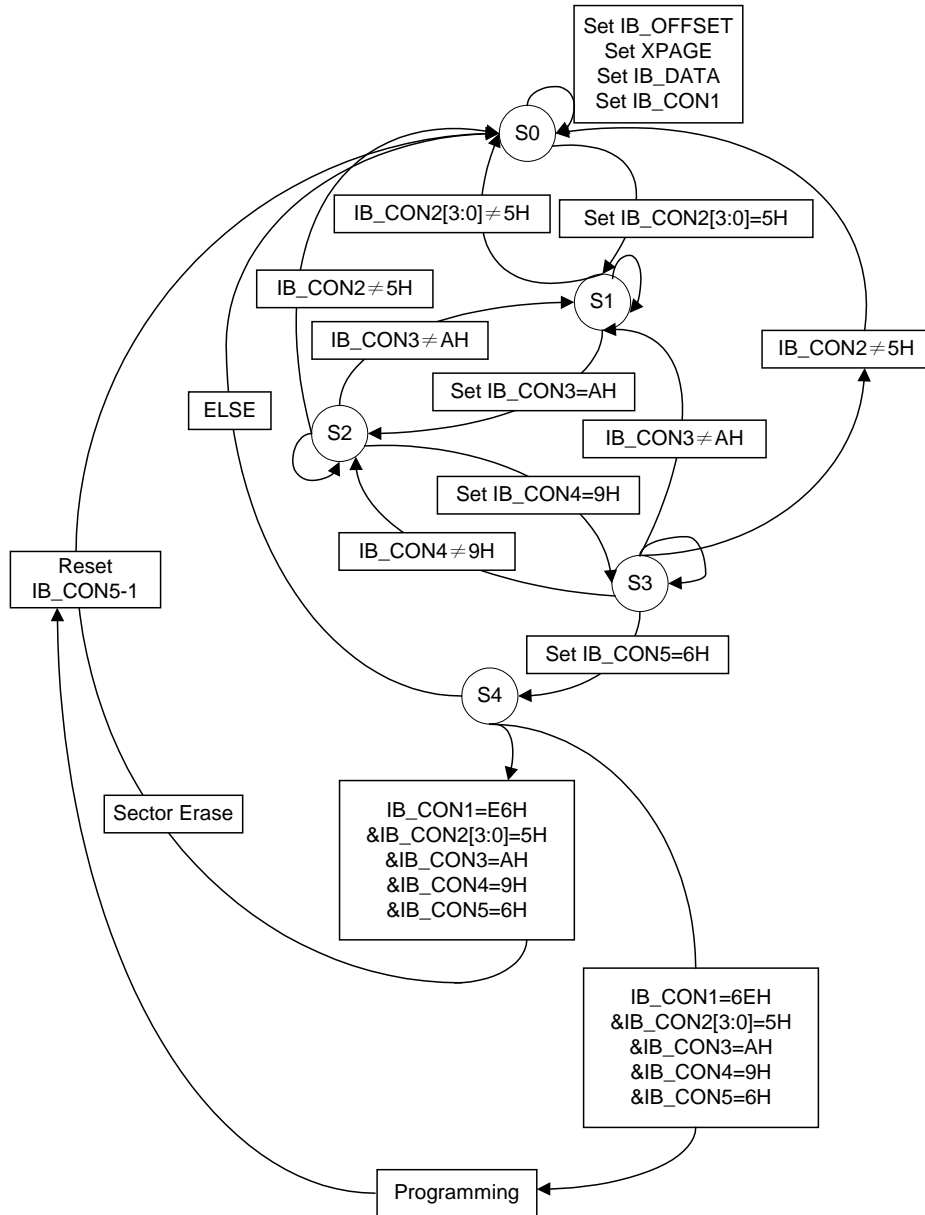 Set IB_OFFSET
Set XPAGE
Set IB_DATA
Set IB_CON1
S0
IB_CON2[3:0]≠5H
Set IB_CON2[3:0]=5H
IB_CON2≠5H
S1
IB_CON3≠AH
IB_CON2≠5H
Set IB_CON3=AH
ELSE
S2
IB_CON3≠AH
Set IB_CON4=9H
IB_CON4≠9H
Reset
IB_CON5-1
S3
Set IB_CON5=6H
S4
Sector Erase
IB_CON1=E6H
&IB_CON2[3:0]=5H
&IB_CON3=AH
&IB_CON4=9H
&IB_CON5=6H
IB_CON1=6EH
&IB_CON2[3:0]=5H
&IB_CON3=AH
&IB_CON4=9H
&IB_CON5=6H
Programming